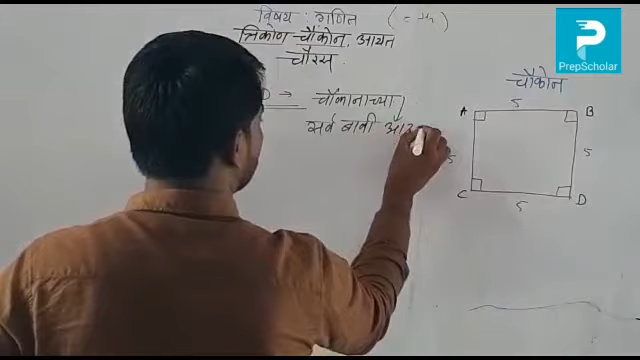 विषय: गणित
त्रिकोण चौकोन, आयत
चौरस.
→ चौकोनाच्या
सर्व बाजी
चौकोन
5
A B
5
5
C D
5
PrepScholar